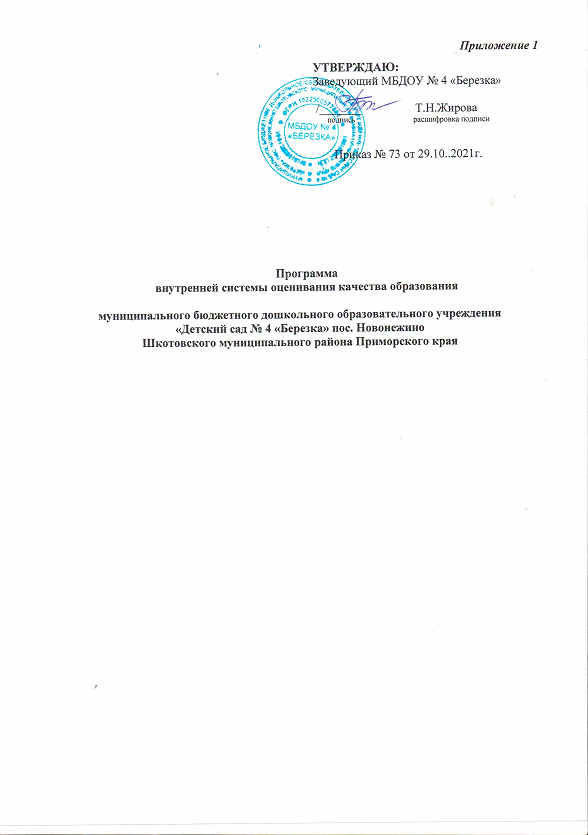 Приложение 1
УТВЕРЖДАЮ:
Заведующий МБДОУ № 4 «Березка»
Т.Н.Жирова
подпись расшифровка подписи
МБДОУ № 4
«БЕРЕЗКА»
Приказ № 73 от 29.10..2021г.
Программа
внутренней системы оценивания качества образования
муниципального бюджетного дошкольного образовательного учреждения
«Детский сад № 4 «Березка» пос. Новонежино
Шкотовского муниципального района Приморского края